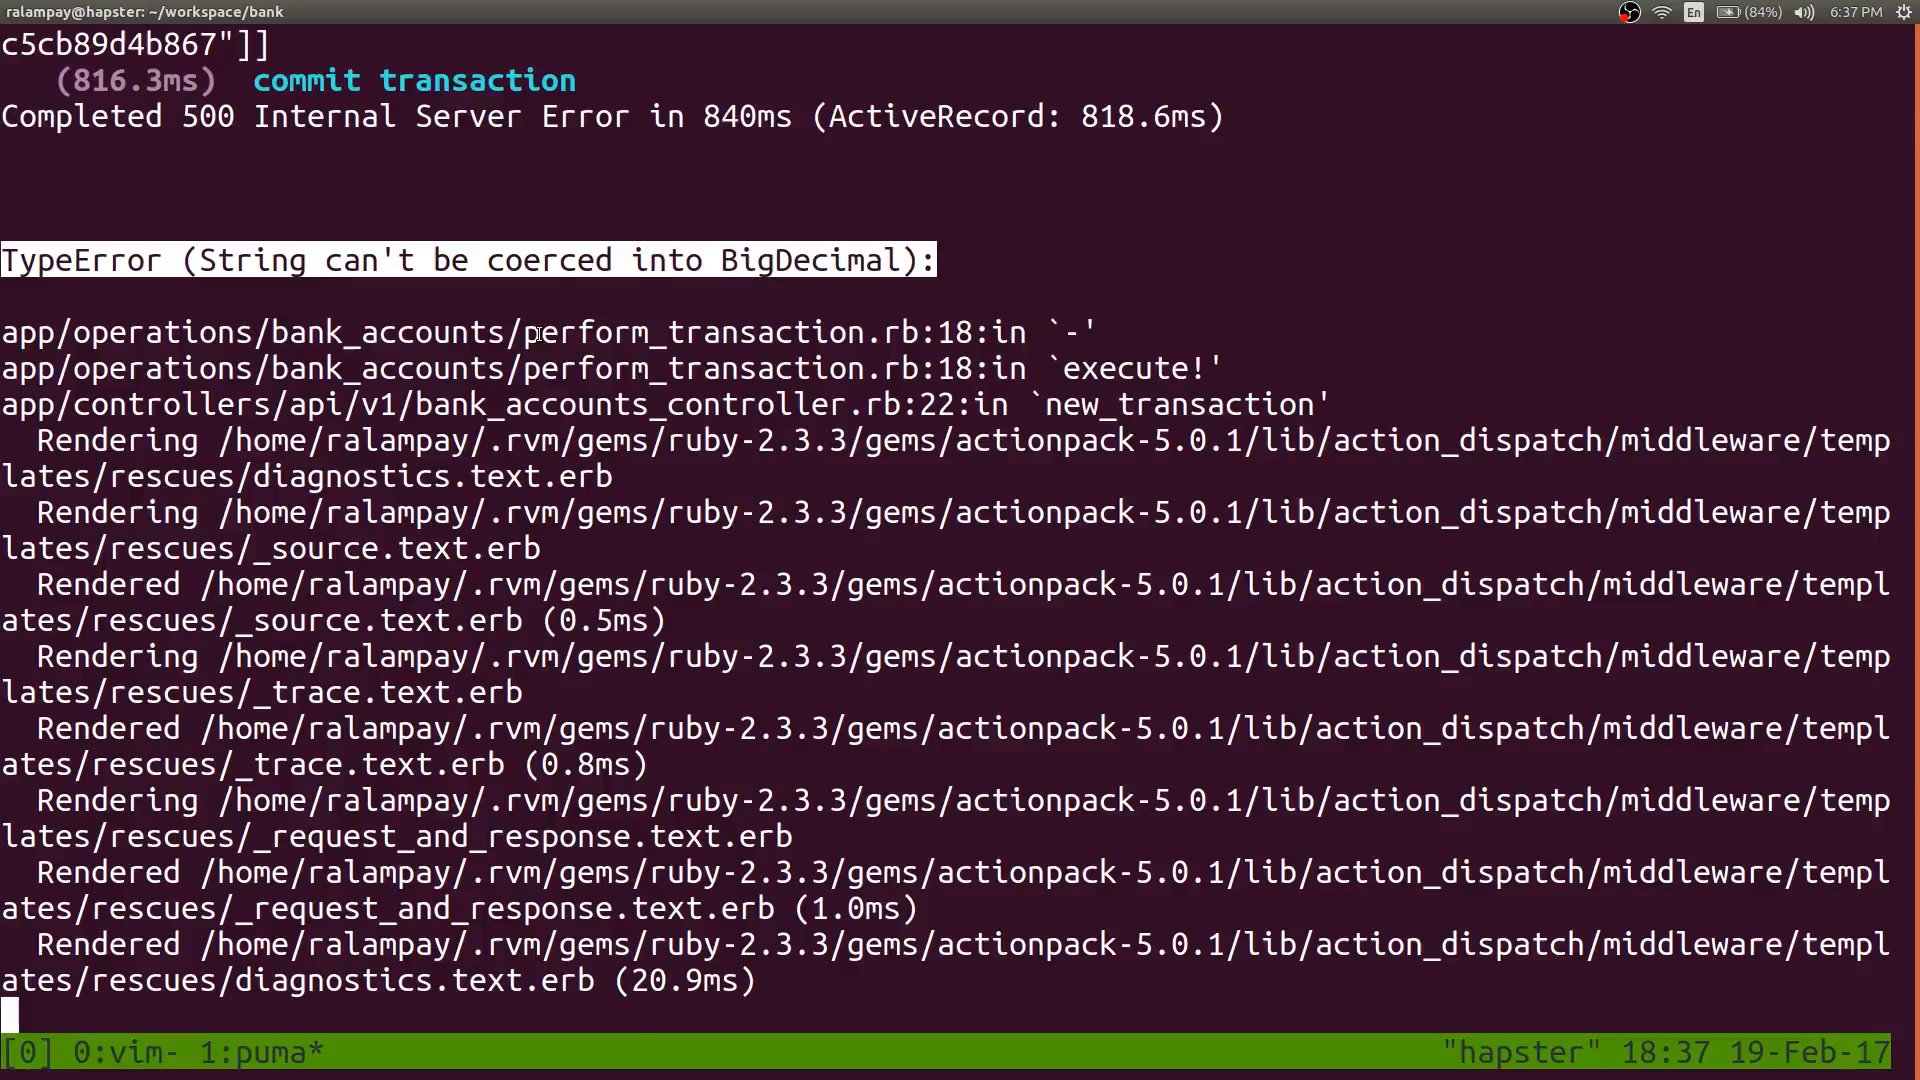 ralampay@hapster: ~/workspace/bank
En (84%) 6:37 PM
c5cb89d4b867"]]
(816.3ms) commit transaction
Completed 500 Internal Server Error in 840ms (ActiveRecord: 818.6ms)
TypeError (String can't be coerced into BigDecimal):
app/operations/bank_accounts/perform_transaction.rb:18:in `-'
app/operations/bank_accounts/perform_transaction.rb:18:in `execute!'
app/controllers/api/v1/bank_accounts_controller.rb:22:in `new_transaction'
Rendering /home/ralampay/.rvm/gems/ruby-2.3.3/gems/actionpack-5.0.1/lib/action_dispatch/middleware/temp
lates/rescues/diagnostics.text.erb
Rendering /home/ralampay/.rvm/gems/ruby-2.3.3/gems/actionpack-5.0.1/lib/action_dispatch/middleware/temp
lates/rescues/_source.text.erb
Rendered /home/ralampay/.rvm/gems/ruby-2.3.3/gems/actionpack-5.0.1/lib/action_dispatch/middleware/templ
ates/rescues/_source.text.erb (0.5ms)
Rendering /home/ralampay/.rvm/gems/ruby-2.3.3/gems/actionpack-5.0.1/lib/action_dispatch/middleware/temp
lates/rescues/_trace.text.erb
Rendered /home/ralampay/.rvm/gems/ruby-2.3.3/gems/actionpack-5.0.1/lib/action_dispatch/middleware/templ
ates/rescues/_trace.text.erb (0.8ms)
Rendering /home/ralampay/.rvm/gems/ruby-2.3.3/gems/actionpack-5.0.1/lib/action_dispatch/middleware/temp
lates/rescues/_request_and_response.text.erb
Rendered /home/ralampay/.rvm/gems/ruby-2.3.3/gems/actionpack-5.0.1/lib/action_dispatch/middleware/templ
ates/rescues/_request_and_response.text.erb (1.0ms)
Rendered /home/ralampay/.rvm/gems/ruby-2.3.3/gems/actionpack-5.0.1/lib/action_dispatch/middleware/templ
ates/rescues/diagnostics.text.erb (20.9ms)
[0] 0:vim- 1:puma* "hapster" 18:37 19-Feb-17